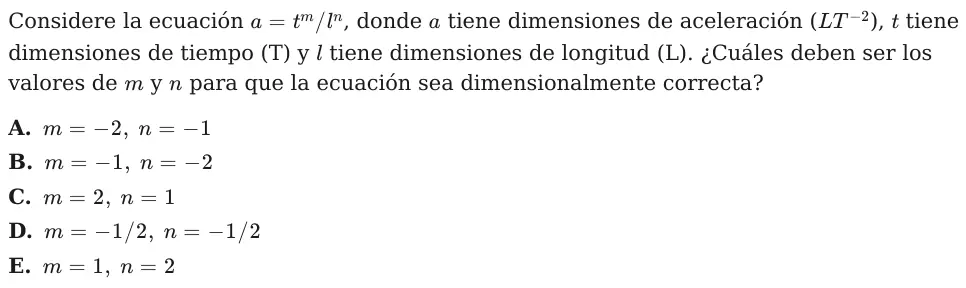 Considere la ecuación a = t^m/l^n, donde a tiene dimensiones de aceleración (LT^−2), t tiene
dimensiones de tiempo (T) y l tiene dimensiones de longitud (L). ¿Cuáles deben ser los
valores de m y n para que la ecuación sea dimensionalmente correcta?
A. m = −2, n = −1
B. m = −1, n = −2
C. m = 2, n = 1
D. m = −1/2, n = −1/2
E. m = 1, n = 2